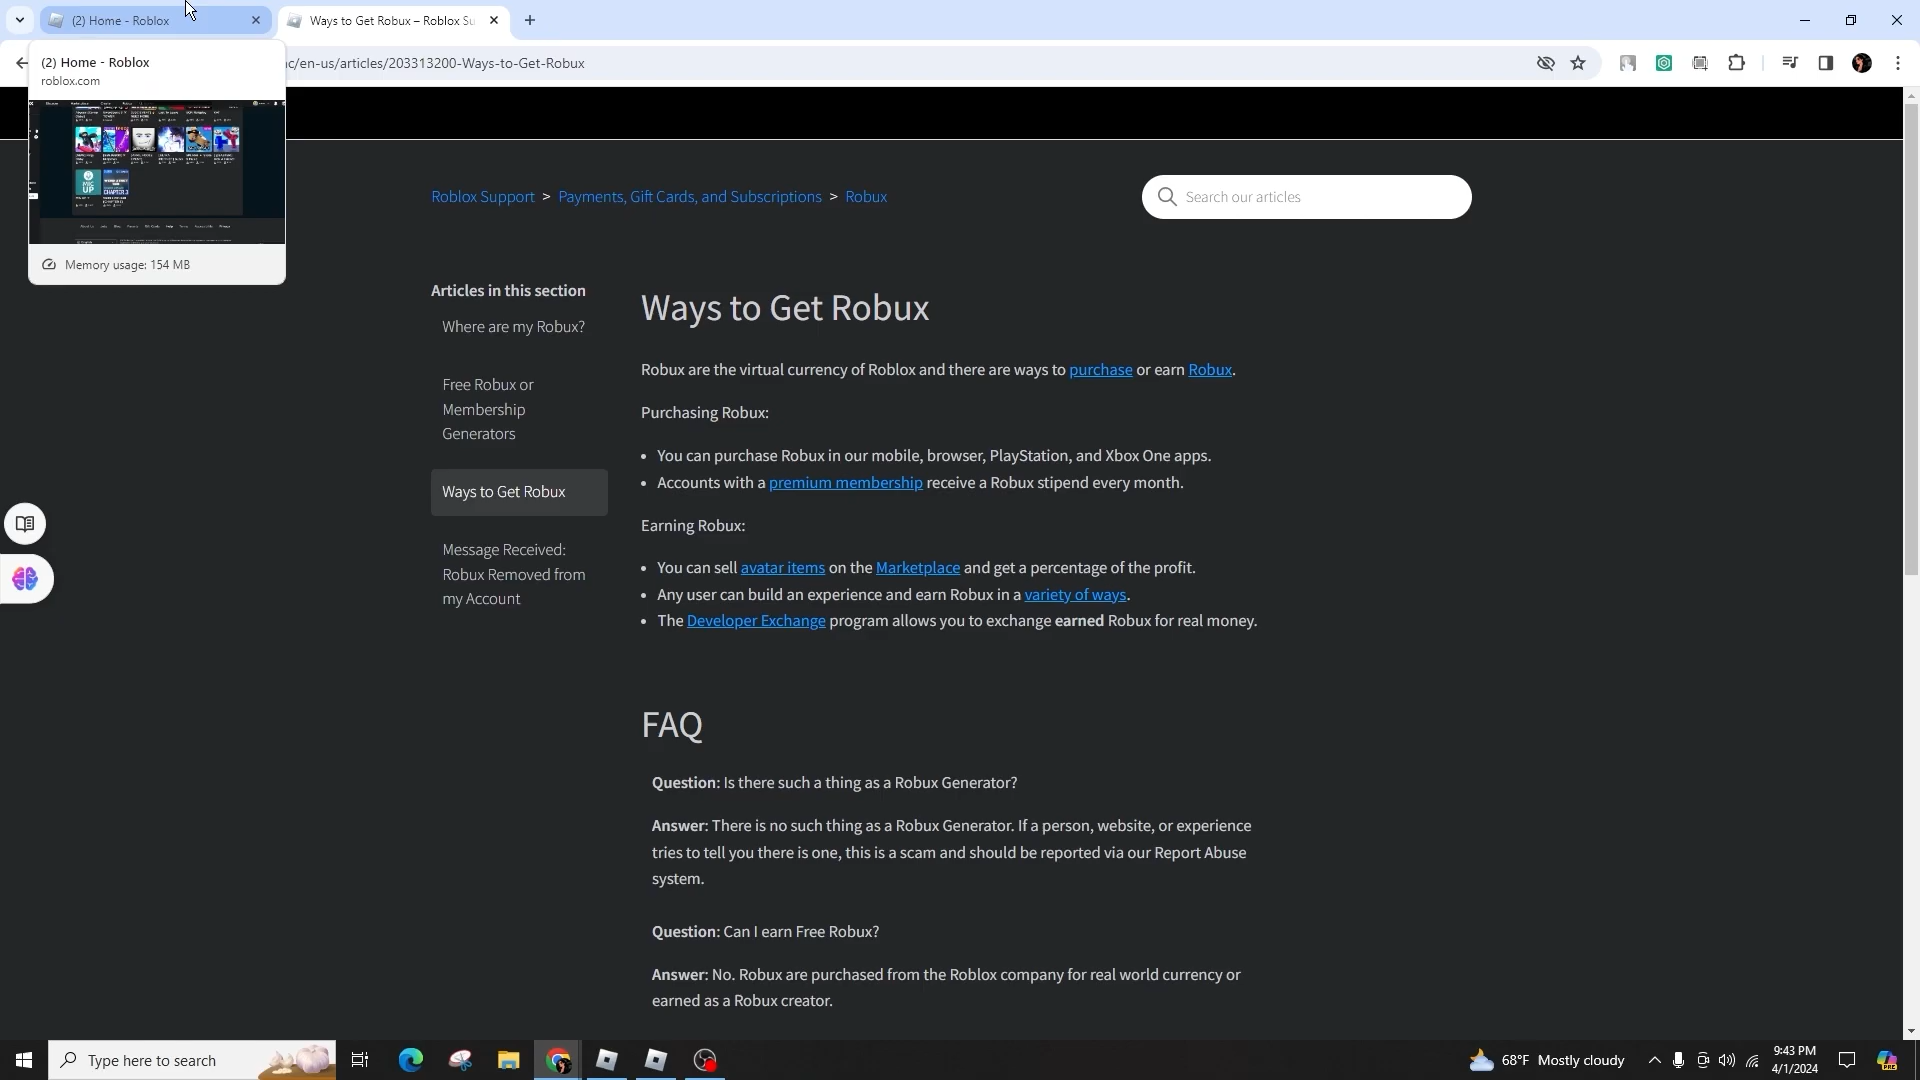 (2) Home - Roblox
Ways to Get Robux – Roblox Su
(2) Home - Roblox
roblox.com
/en-us/articles/203313200-Ways-to-Get-Robux
Memory usage: 154 MB
Roblox Support > Payments, Gift Cards, and Subscriptions > Robux
Search our articles
Articles in this section
Where are my Robux?
Free Robux or
Membership
Generators
Ways to Get Robux
Message Received:
Robux Removed from
my Account
Ways to Get Robux
Robux are the virtual currency of Roblox and there are ways to purchase or earn Robux.
Purchasing Robux:
• You can purchase Robux in our mobile, browser, PlayStation, and Xbox One apps.
• Accounts with a premium membership receive a Robux stipend every month.
Earning Robux:
• You can sell avatar items on the Marketplace and get a percentage of the profit.
• Any user can build an experience and earn Robux in a variety of ways.
• The Developer Exchange program allows you to exchange earned Robux for real money.
FAQ
Question: Is there such a thing as a Robux Generator?
Answer: There is no such thing as a Robux Generator. If a person, website, or experience
tries to tell you there is one, this is a scam and should be reported via our Report Abuse
system.
Question: Can I earn Free Robux?
Answer: No. Robux are purchased from the Roblox company for real world currency or
earned as a Robux creator.
Type here to search
68°F Mostly cloudy
9:43 PM
4/1/2024